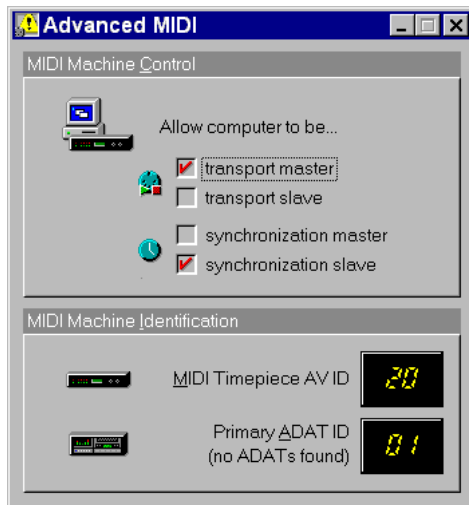 Advanced MIDI
MIDI Machine Control
Allow computer to be...
transport master
transport slave
synchronization master
synchronization slave
MIDI Machine Identification
MIDI Timepiece AV ID
20
Primary ADAT ID
(no ADATs found)
01